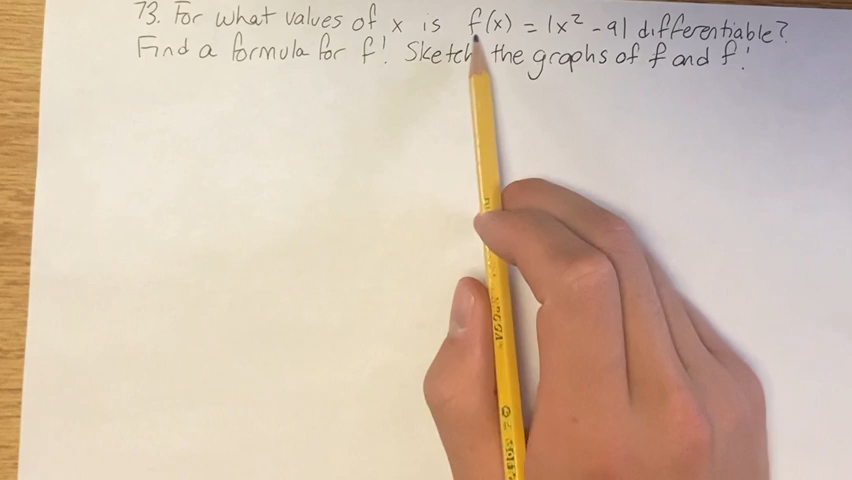 73. For what values of x is f(x) = |x² - 9| differentiable?
Find a formula for f'. Sketch the graphs of f and f'.